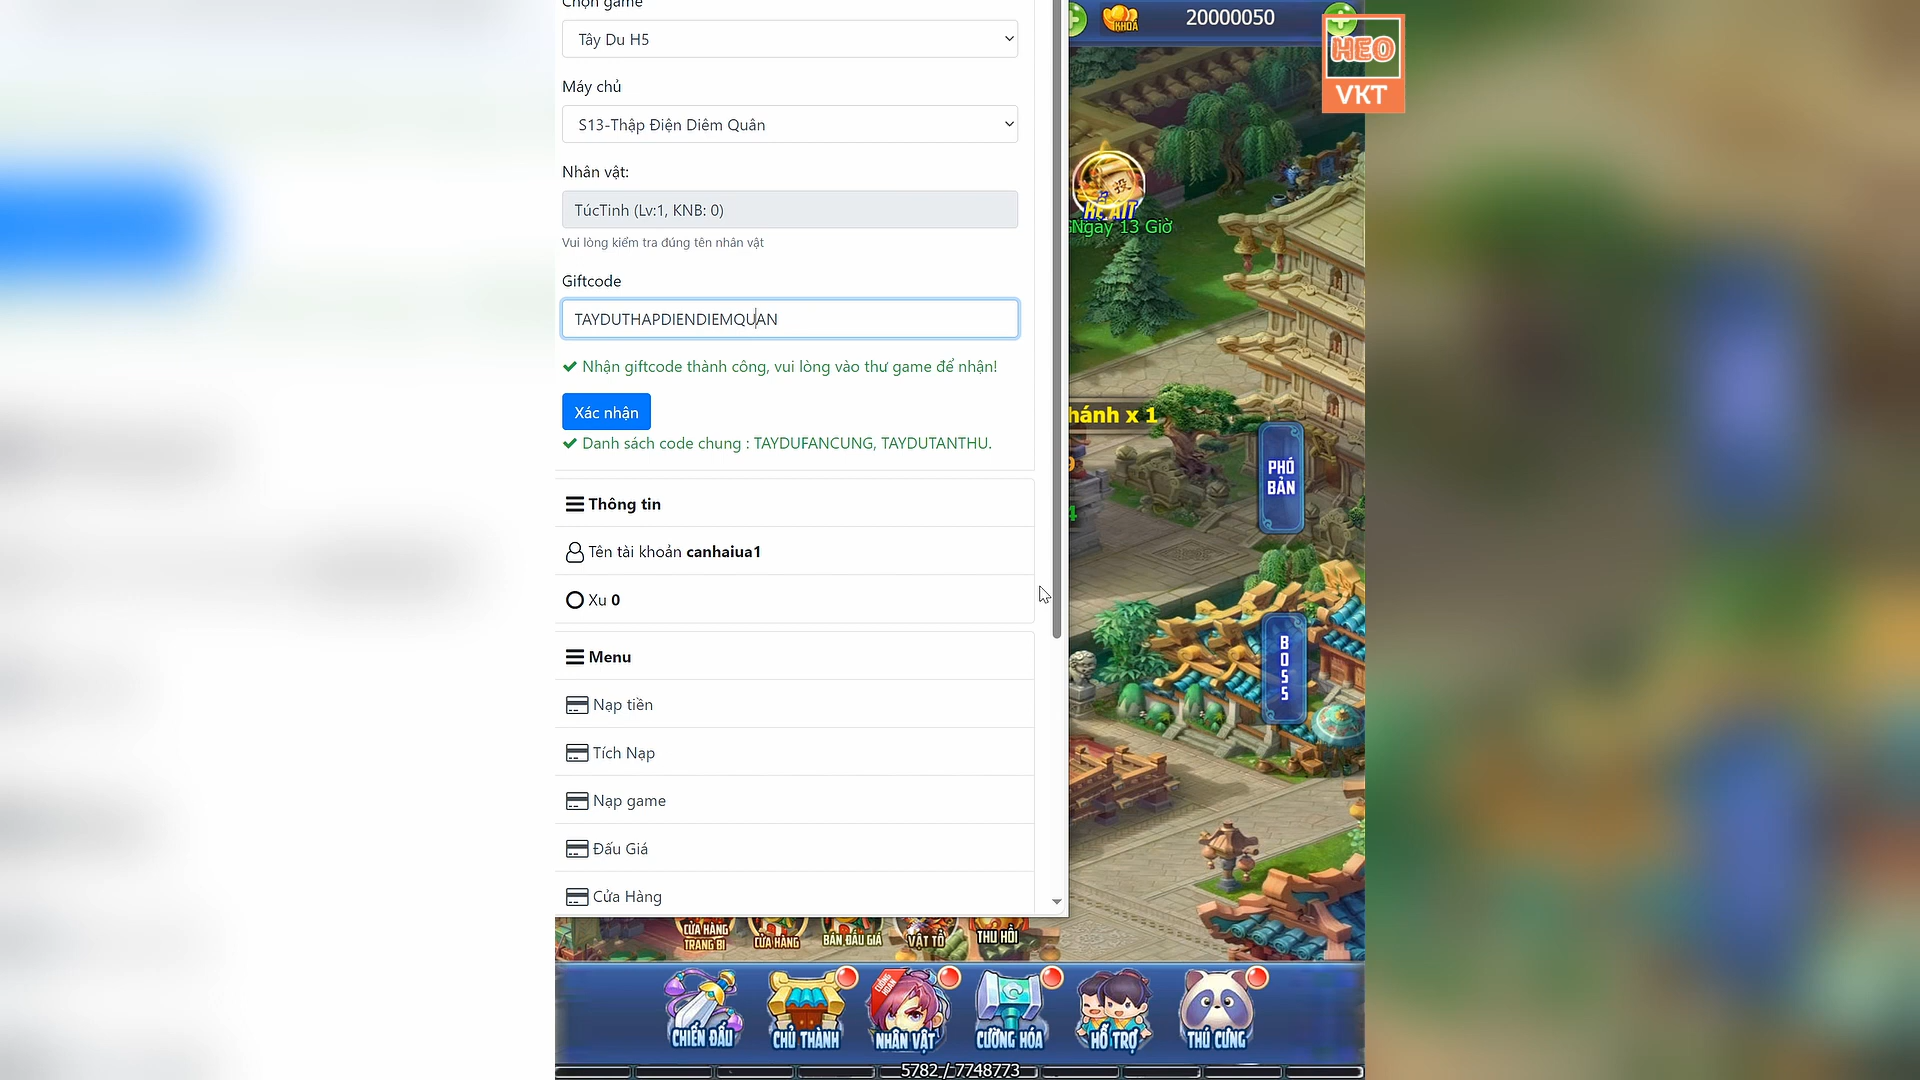 Chọn game
Tây Du H5
Máy chủ
S13-Thập Điện Diêm Quân
Nhân vật:
TúcTinh (Lv:1, KNB: 0)
Vui lòng kiểm tra đúng tên nhân vật
Giftcode
TAYDUTHAPDIENDIEMQUAN
Nhận giftcode thành công, vui lòng vào thư game để nhận!
Xác nhận
Danh sách code chung : TAYDUFANCUNG, TAYDUTANTHU.
Thông tin
Tên tài khoản canhaiua1
Xu 0
Menu
Nạp tiền
Tích Nạp
Nạp game
Đấu Giá
Cửa Hàng
KHOÁ
20000050
HEO
VKT
Ngày 13 Giờ
hánh x 1
PHÓ
BẢN
BOSS
CỬA HÀNG
TRANG BỊ
CỬA HÀNG
BÁN ĐẤU GIÁ
VẬT TỔ
THU HỒI
CHIẾN ĐẤU
CHỦ THÀNH
NHÂN VẬT
CƯỜNG HÓA
HỖ TRỢ
THÚ CƯNG
5782 / 7748773